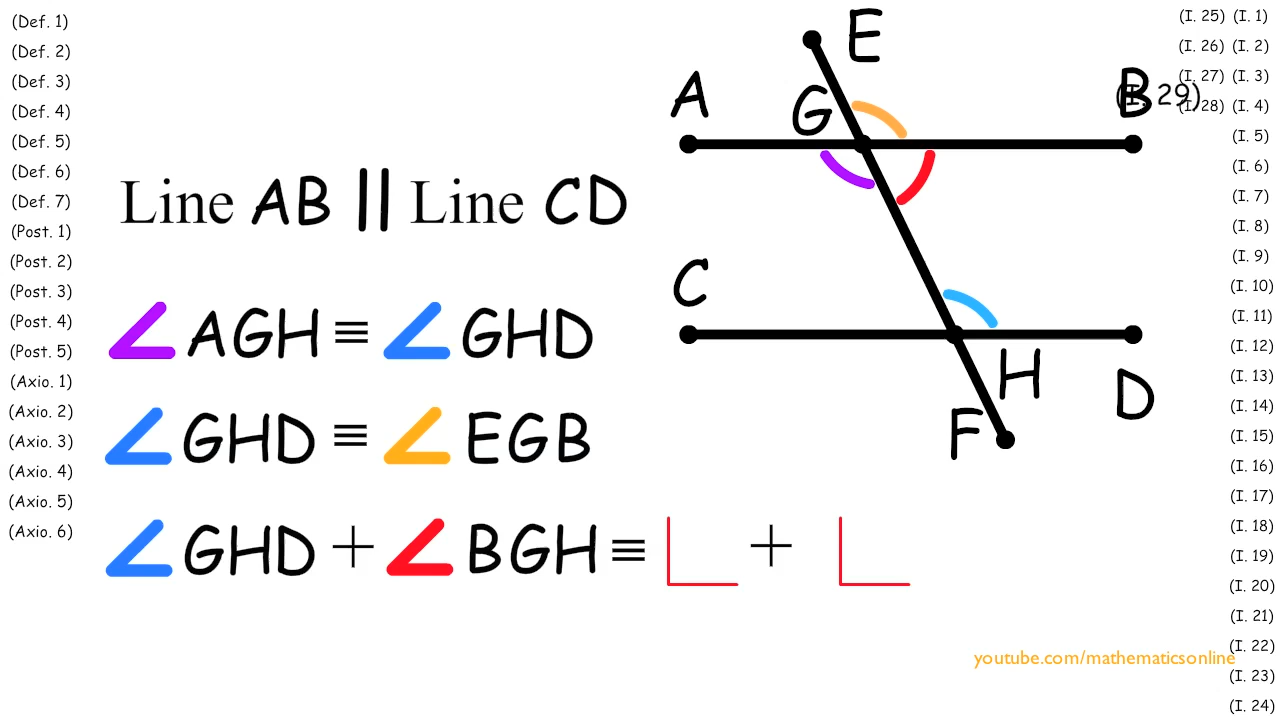 (Def. 1)
(Def. 2)
(Def. 3)
(Def. 4)
(Def. 5)
(Def. 6)
(Def. 7)
(Post. 1)
(Post. 2)
(Post. 3)
(Post. 4)
(Post. 5)
(Axio. 1)
(Axio. 2)
(Axio. 3)
(Axio. 4)
(Axio. 5)
(Axio. 6)
Line AB || Line CD
∠ AGH ≡ ∠ GHD
∠ GHD ≡ ∠ EGB
∠ GHD + ∠ BGH ≡ ∟ + ∟
E
A
G
B
C
H
D
F
(I. 29)
(I. 25) (I. 1)
(I. 26) (I. 2)
(I. 27) (I. 3)
(I. 28) (I. 4)
(I. 5)
(I. 6)
(I. 7)
(I. 8)
(I. 9)
(I. 10)
(I. 11)
(I. 12)
(I. 13)
(I. 14)
(I. 15)
(I. 16)
(I. 17)
(I. 18)
(I. 19)
(I. 20)
(I. 21)
(I. 22)
(I. 23)
(I. 24)
youtube.com/mathematicsonline